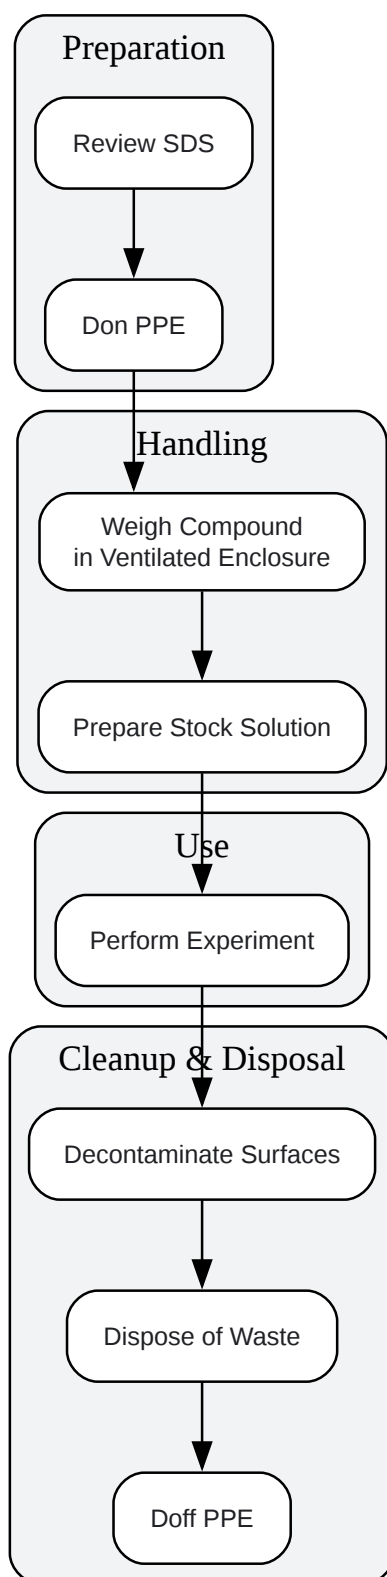 Preparation
Review SDS
Don PPE
Handling
Weigh Compound
in Ventilated Enclosure
Prepare Stock Solution
Use
Perform Experiment
Cleanup & Disposal
Decontaminate Surfaces
Dispose of Waste
Doff PPE